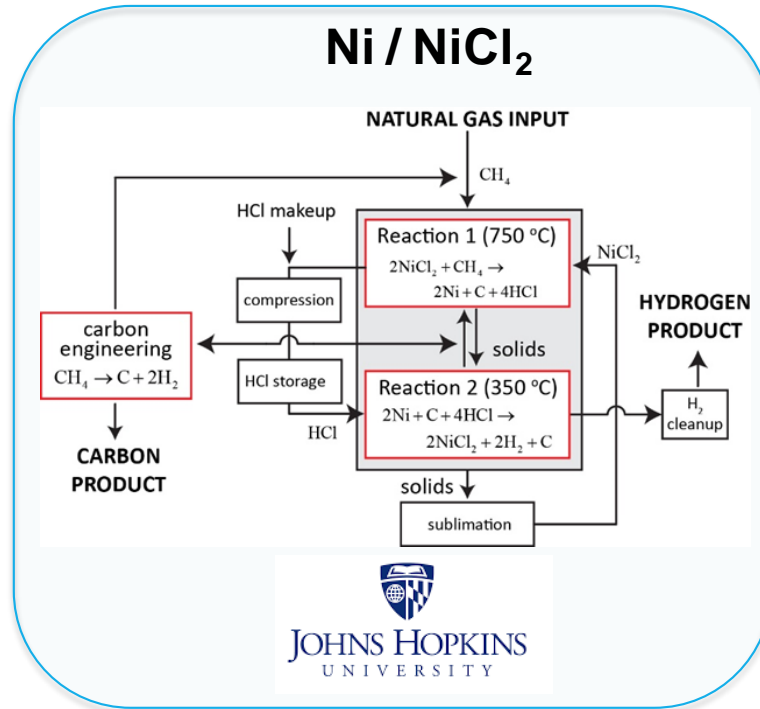 Ni / NiCl₂
NATURAL GAS INPUT
CH₄
HCl makeup
Reaction 1 (750 °C)
2NiCl₂ + CH₄ →
2Ni + C + 4HCl
NiCl₂
compression
HYDROGEN
PRODUCT
carbon
engineering
CH₄ → C + 2H₂
solids
HCl storage
Reaction 2 (350 °C)
2Ni + C + 4HCl →
2NiCl₂ + 2H₂ + C
H₂
cleanup
HCl
CARBON
PRODUCT
solids
sublimation
JOHNS HOPKINS
UNIVERSITY